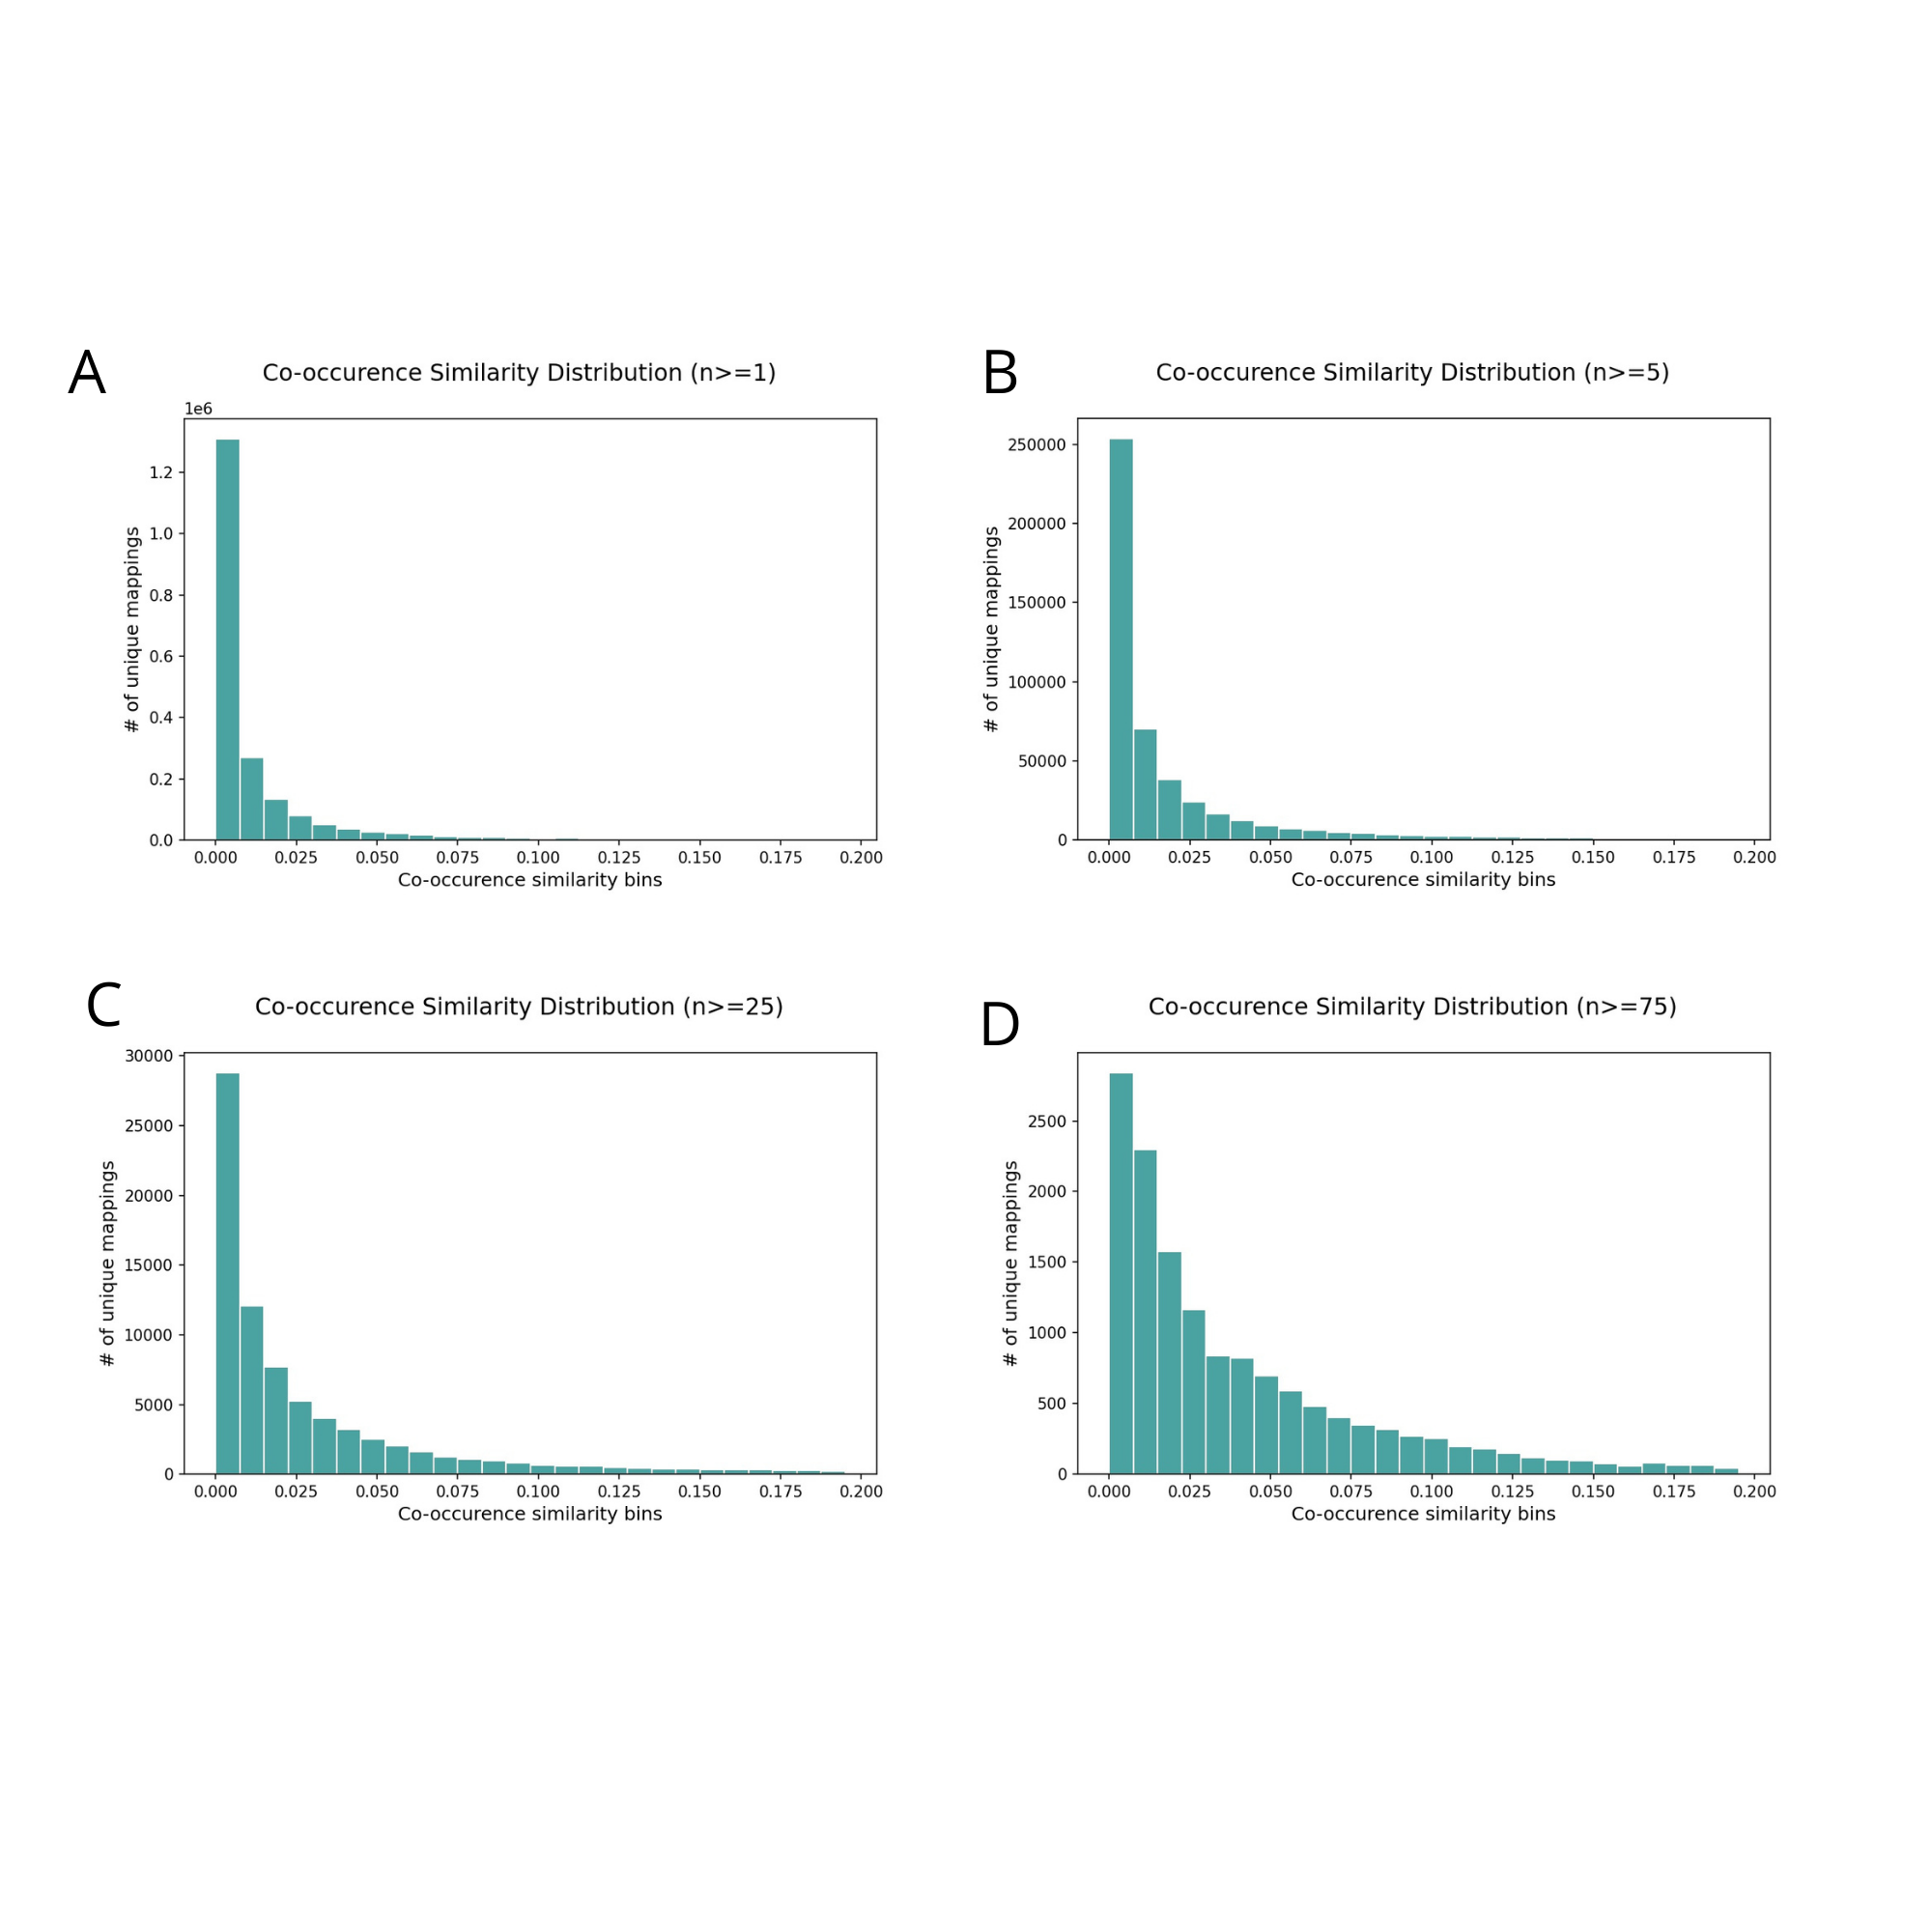 A
Co-occurence Similarity Distribution (n>=1)
1e6
1.2
1.0
0.8
0.6
0.4
0.2
0.0
# of unique mappings
0.000 0.025 0.050 0.075 0.100 0.125 0.150 0.175 0.200
Co-occurence similarity bins
B
Co-occurence Similarity Distribution (n>=5)
250000
200000
150000
100000
50000
0
# of unique mappings
0.000 0.025 0.050 0.075 0.100 0.125 0.150 0.175 0.200
Co-occurence similarity bins
C
Co-occurence Similarity Distribution (n>=25)
30000
25000
20000
15000
10000
5000
0
# of unique mappings
0.000 0.025 0.050 0.075 0.100 0.125 0.150 0.175 0.200
Co-occurence similarity bins
D
Co-occurence Similarity Distribution (n>=75)
2500
2000
1500
1000
500
0
# of unique mappings
0.000 0.025 0.050 0.075 0.100 0.125 0.150 0.175 0.200
Co-occurence similarity bins